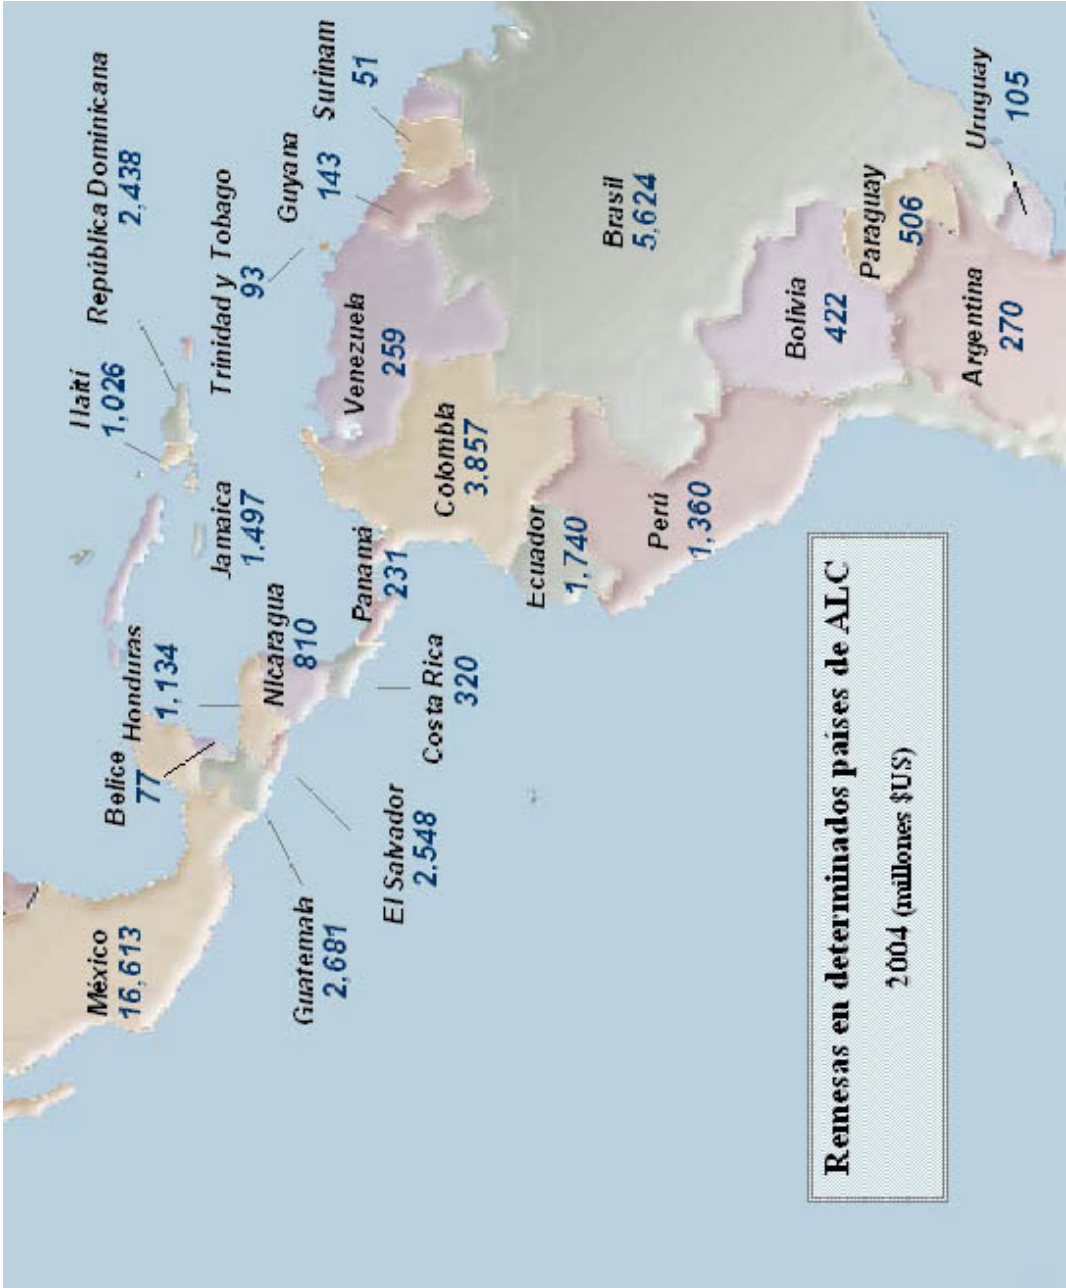 México
16,613
Belice
77
Honduras
1,134
Haití
1,026
República Dominicana
2,438
Jamaica
1.497
Trinidad y Tobago
93
Guyana
143
Surinam
51
Nicaragua
810
Guatemala
2,681
El Salvador
2.548
Costa Rica
320
Panamá
231
Venezuela
259
Colombia
3.857
Ecuador
1,740
Perú
1,360
Brasil
5,624
Bolivia
422
Paraguay
506
Uruguay
105
Argentina
270
Remesas en determinados países de ALC
2004 (millones $US)